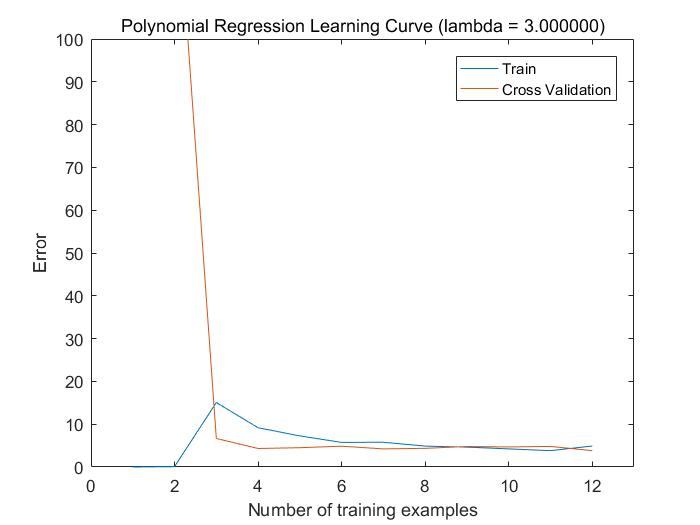 Polynomial Regression Learning Curve (lambda = 3.000000)
100
90
80
70
60
50
40
30
20
10
0
Error
Train
Cross Validation
0 2 4 6 8 10 12
Number of training examples